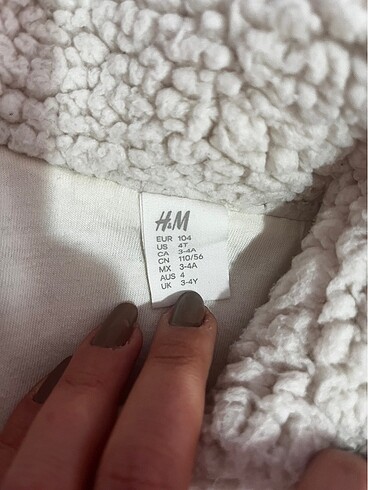 H&M
EUR 104
US 4T
CA 3-4A
CN 110/56
MX 3-4A
AUS 4
UK 3-4Y